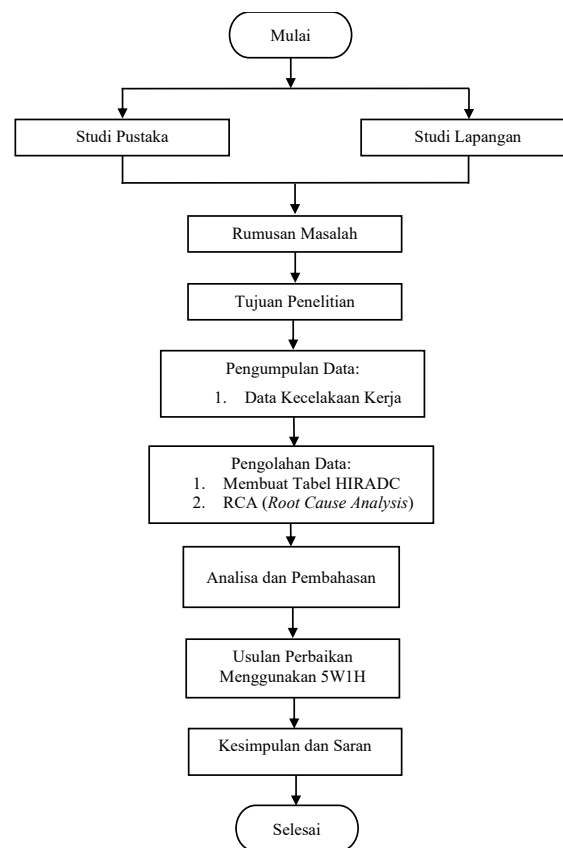 Mulai
Studi Pustaka
Studi Lapangan
Rumusan Masalah
Tujuan Penelitian
Pengumpulan Data:
1. Data Kecelakaan Kerja
Pengolahan Data:
1. Membuat Tabel HIRADC
2. RCA (Root Cause Analysis)
Analisa dan Pembahasan
Usulan Perbaikan
Menggunakan 5W1H
Kesimpulan dan Saran
Selesai